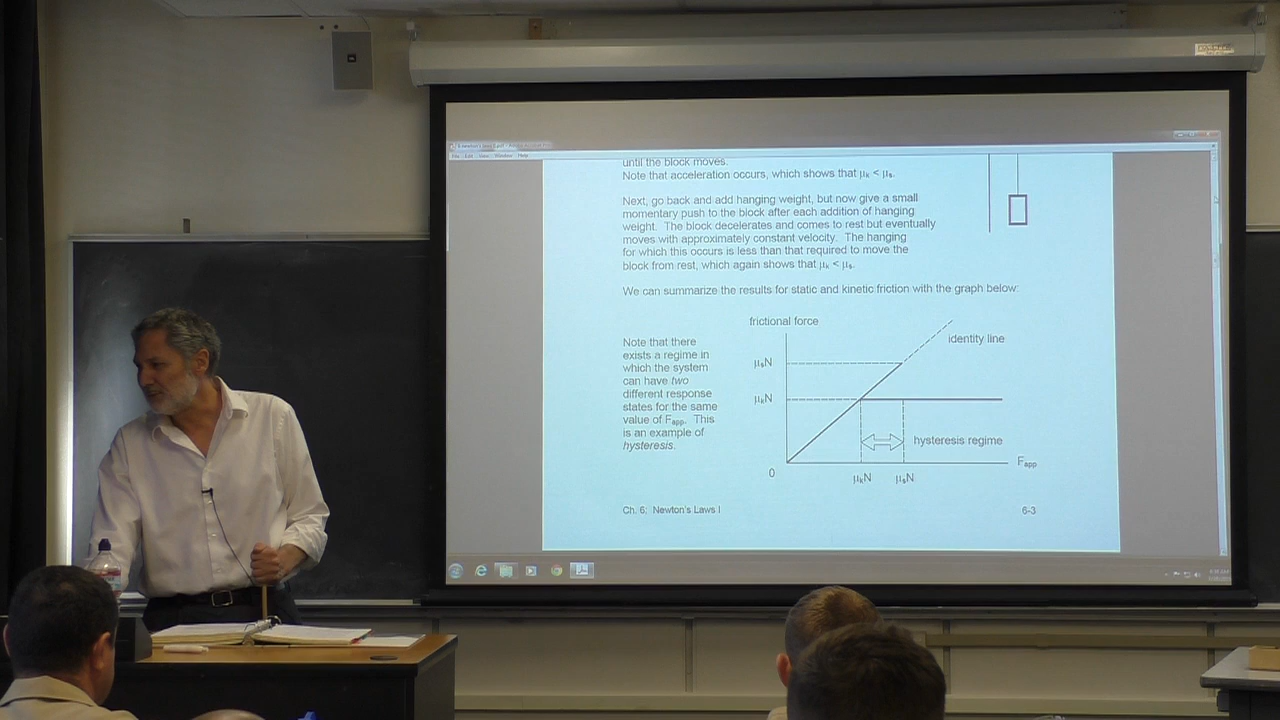 File Edit View Window Help
until the block moves.
Note that acceleration occurs, which shows that μₖ < μₛ.
Next, go back and add hanging weight, but now give a small
momentary push to the block after each addition of hanging
weight. The block decelerates and comes to rest but eventually
moves with approximately constant velocity. The hanging
for which this occurs is less than that required to move the
block from rest, which again shows that μₖ < μₛ.
We can summarize the results for static and kinetic friction with the graph below:
frictional force
identity line
Note that there
exists a regime in
which the system
can have two
different response
states for the same
value of Fapp. This
is an example of
hysteresis.
μₛN
μₖN
hysteresis regime
Fapp
0
μₖN
μₛN
Ch. 6; Newton's Laws I
6-3